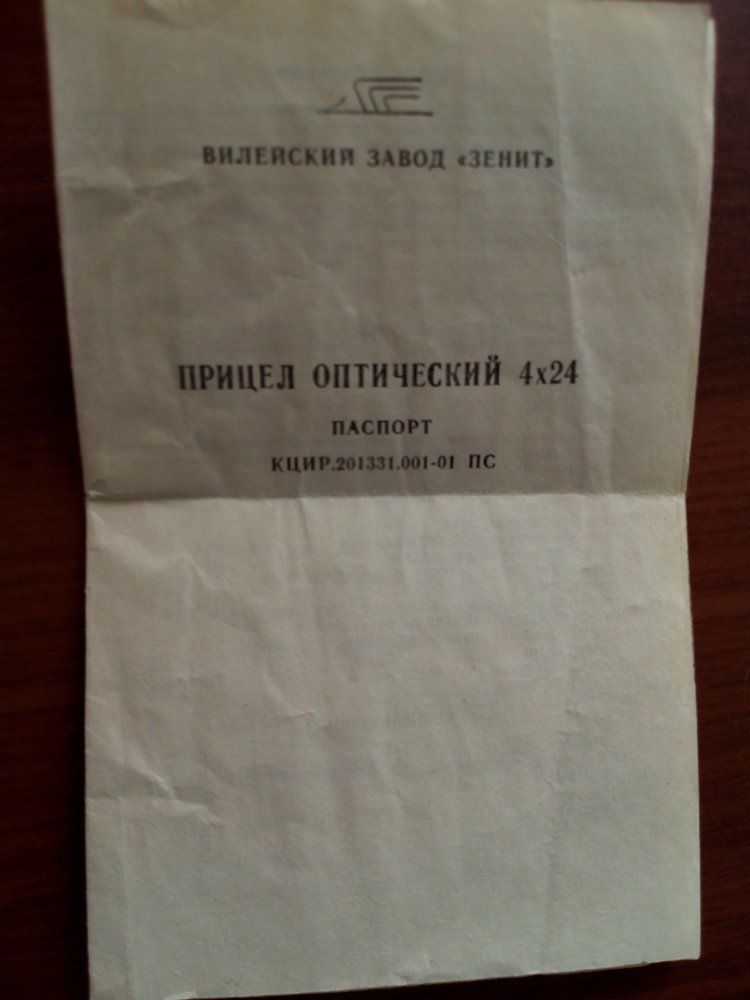 ВИЛЕЙСКИЙ ЗАВОД «ЗЕНИТ»
ПРИЦЕЛ ОПТИЧЕСКИЙ 4х24
ПАСПОРТ
КЦИР.201331.001-01 ПС